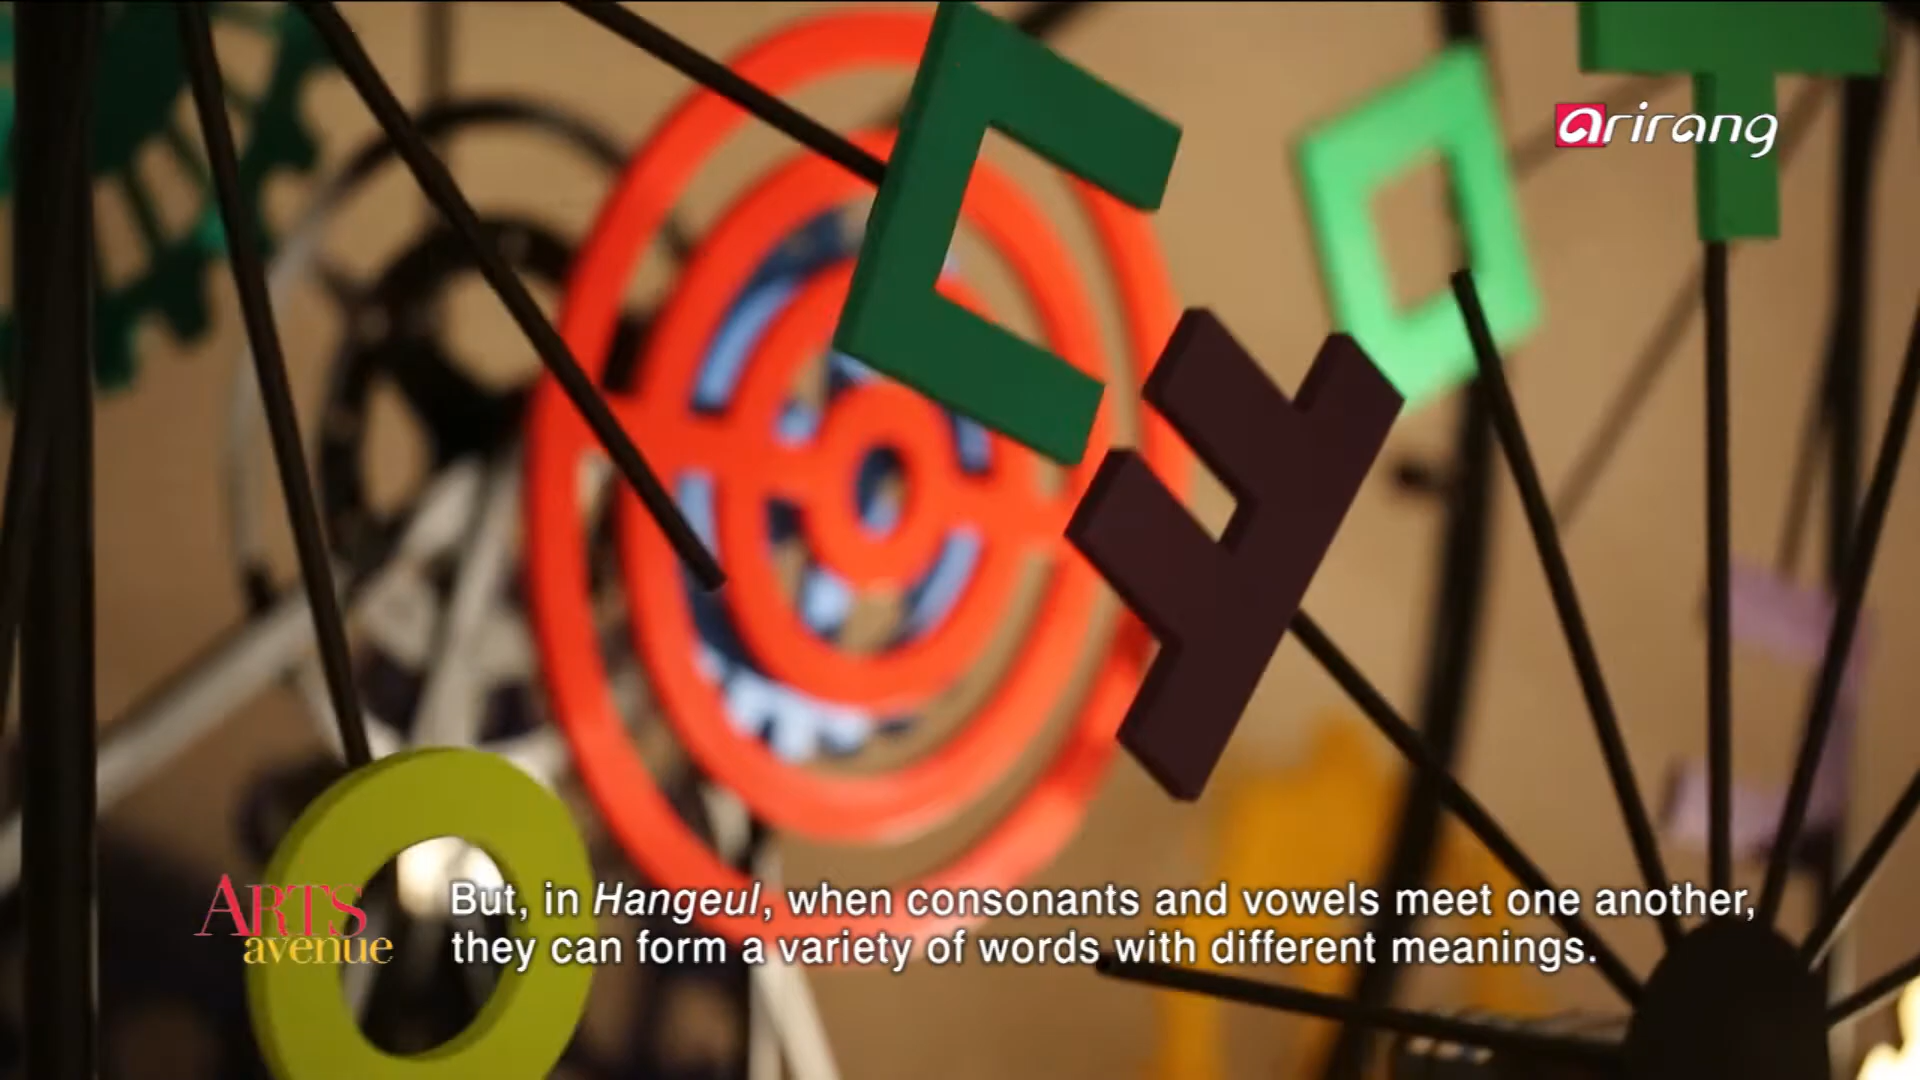 arirang
ㄷ
ㅁ
ㅜ
ㅕ
ㅇ
ARTS
avenue
But, in Hangeul, when consonants and vowels meet one another,
they can form a variety of words with different meanings.